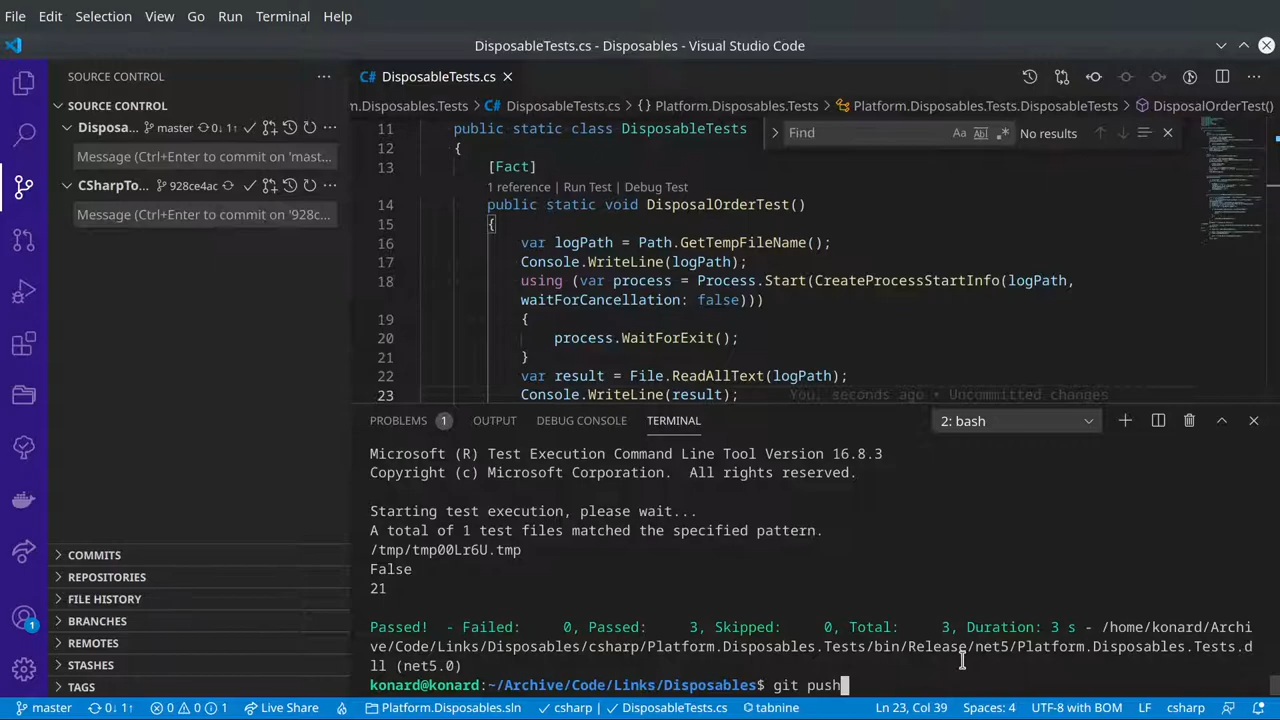 File Edit Selection View Go Run Terminal Help
DisposableTests.cs - Disposables - Visual Studio Code
SOURCE CONTROL
SOURCE CONTROL
Disposa... master 0↓ 1↑
Message (Ctrl+Enter to commit on 'mast...
CSharpTo... 928ce4ac
Message (Ctrl+Enter to commit on '928c...
COMMITS
REPOSITORIES
FILE HISTORY
BRANCHES
REMOTES
STASHES
TAGS
1
C# DisposableTests.cs
m.Disposables.Tests > C# DisposableTests.cs > {} Platform.Disposables.Tests > Platform.Disposables.Tests.DisposableTests > DisposalOrderTest()
Find Aa Ab .* No results
11 public static class DisposableTests
12 {
13 [Fact]
1 reference | Run Test | Debug Test
14 public static void DisposalOrderTest()
15 {
16 var logPath = Path.GetTempFileName();
17 Console.WriteLine(logPath);
18 using (var process = Process.Start(CreateProcessStartInfo(logPath,
waitForCancellation: false)))
19 {
20 process.WaitForExit();
21 }
22 var result = File.ReadAllText(logPath);
23 Console.WriteLine(result); You, seconds ago • Uncommitted changes
PROBLEMS 1 OUTPUT DEBUG CONSOLE TERMINAL 2: bash
Microsoft (R) Test Execution Command Line Tool Version 16.8.3
Copyright (c) Microsoft Corporation. All rights reserved.
Starting test execution, please wait...
A total of 1 test files matched the specified pattern.
/tmp/tmp00Lr6U.tmp
False
21
Passed! - Failed: 0, Passed: 3, Skipped: 0, Total: 3, Duration: 3 s - /home/konard/Archi
ve/Code/Links/Disposables/csharp/Platform.Disposables.Tests/bin/Release/net5/Platform.Disposables.Tests.d
ll (net5.0)
konard@konard:~/Archive/Code/Links/Disposables$ git push
master 0↓ 1↑ 0 0 1 Live Share Platform.Disposables.sln csharp | DisposableTests.cs tabnine Ln 23, Col 39 Spaces: 4 UTF-8 with BOM LF csharp